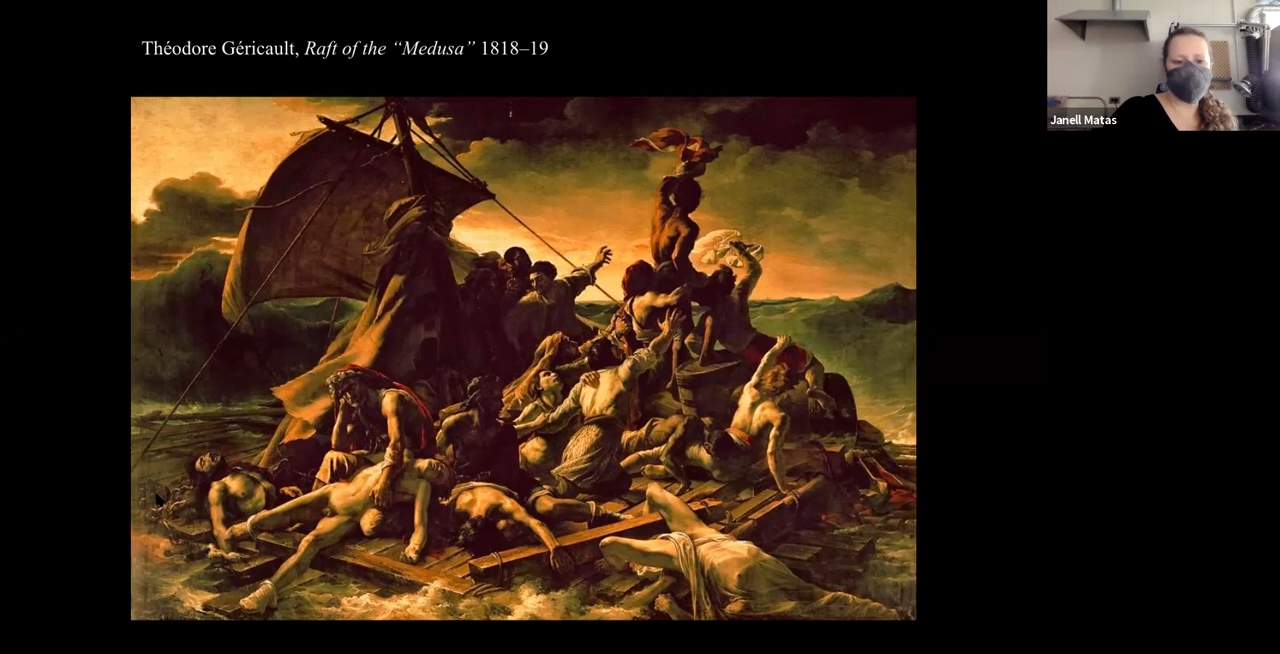 Théodore Géricault, Raft of the “Medusa” 1818–19
Janell Matas